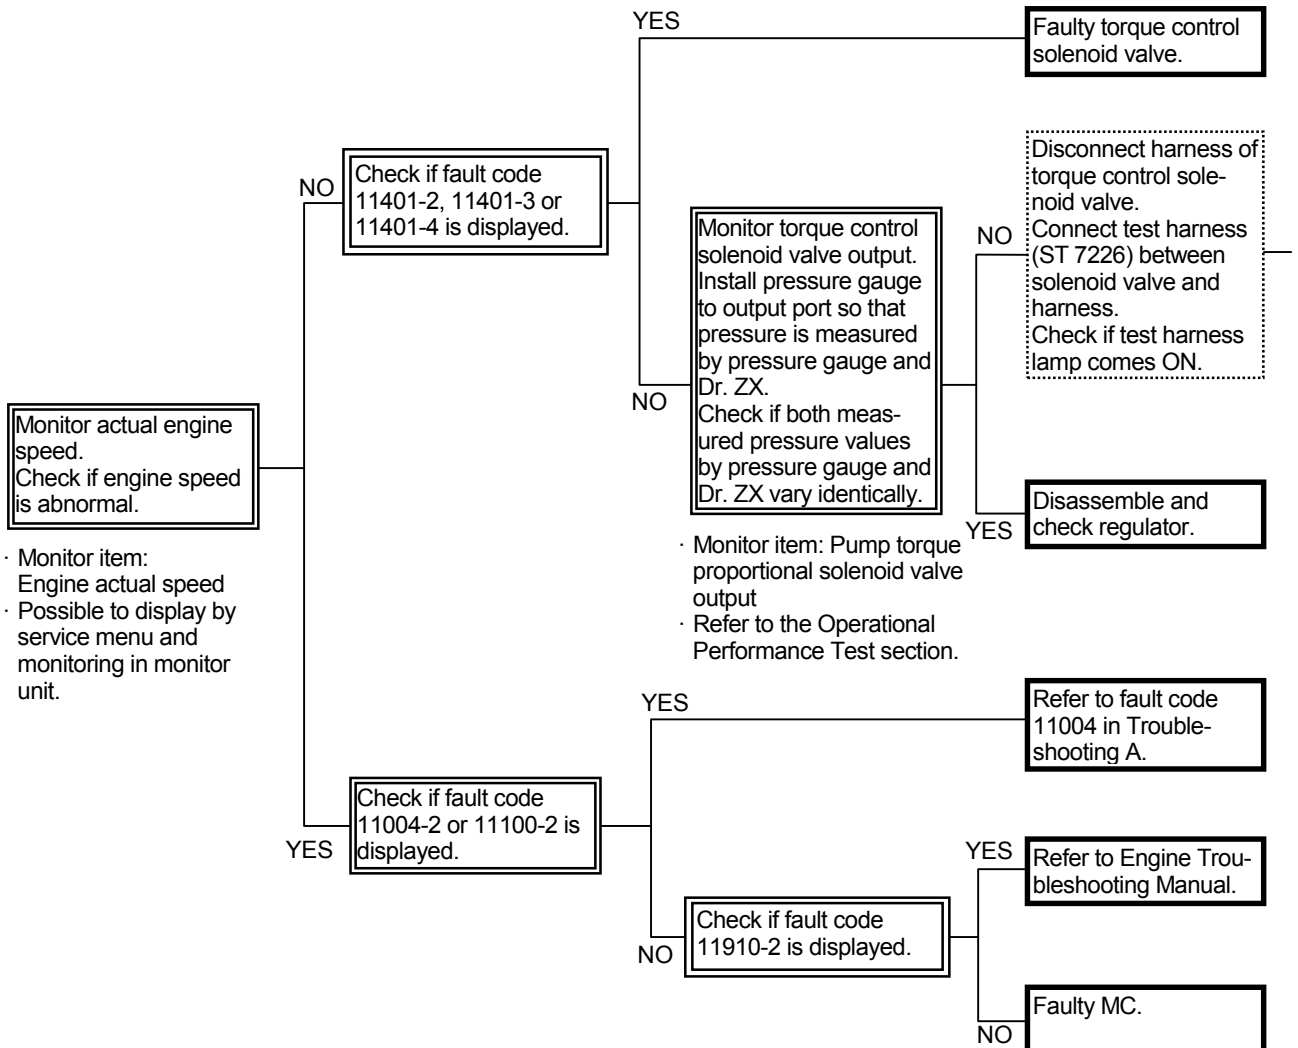 YES
Faulty torque control
solenoid valve.
NO
Check if fault code
11401-2, 11401-3 or
11401-4 is displayed.
Disconnect harness of
torque control sole-
noid valve.
Connect test harness
(ST 7226) between
solenoid valve and
harness.
Check if test harness
lamp comes ON.
NO
Monitor torque control
solenoid valve output.
Install pressure gauge
to output port so that
pressure is measured
by pressure gauge and
Dr. ZX.
Check if both meas-
ured pressure values
by pressure gauge and
Dr. ZX vary identically.
NO
Monitor actual engine
speed.
Check if engine speed
is abnormal.
Disassemble and
check regulator.
YES
· Monitor item:
Engine actual speed
· Possible to display by
service menu and
monitoring in monitor
unit.
· Monitor item: Pump torque
proportional solenoid valve
output
· Refer to the Operational
Performance Test section.
YES
Refer to fault code
11004 in Trouble-
shooting A.
Check if fault code
11004-2 or 11100-2 is
displayed.
YES
YES
Refer to Engine Trou-
bleshooting Manual.
Check if fault code
11910-2 is displayed.
NO
Faulty MC.
NO